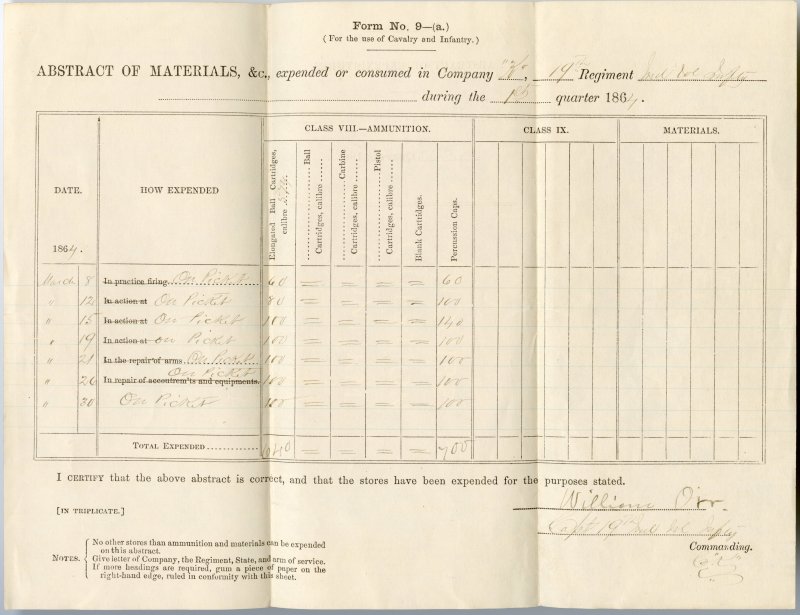 Form No. 9—(a.)
(For the use of Cavalry and Infantry.)
ABSTRACT OF MATERIALS, &c., expended or consumed in Company "K", 19th Regiment Ind Vol Infty
during the 1st quarter 1864.
CLASS VIII.—AMMUNITION. CLASS IX. MATERIALS.
DATE. HOW EXPENDED
Elongated Ball Cartridges, calibre
Ball Cartridges, calibre
Carbine Cartridges, calibre
Pistol Cartridges, calibre
Blank Cartridges.
Percussion Caps.
1864.
March 8 In practice firing On Picket 60 = = = = 60
" 12 In action at On Picket 80 = = = = 100
" 15 In action at On Picket 100 = = = = 140
" 19 In action at on Picket 100 = = = = 100
" 21 In the repair of arms On Picket 100 = = = = 100
" 26 In repair of accoutrem'ts and equipments. On Picket 100 = = = = 100
" 30 On Picket 100 = = = = 100
TOTAL EXPENDED 640 700
I CERTIFY that the above abstract is correct, and that the stores have been expended for the purposes stated.
William Orr.
[IN TRIPLICATE.]
Capt 19th Ind Vol Infty
Commanding.
Co "K"
NOTES.
No other stores than ammunition and materials can be expended
on this abstract.
Give letter of Company, the Regiment, State, and arm of service.
If more headings are required, gum a piece of paper on the
right-hand edge, ruled in conformity with this sheet.